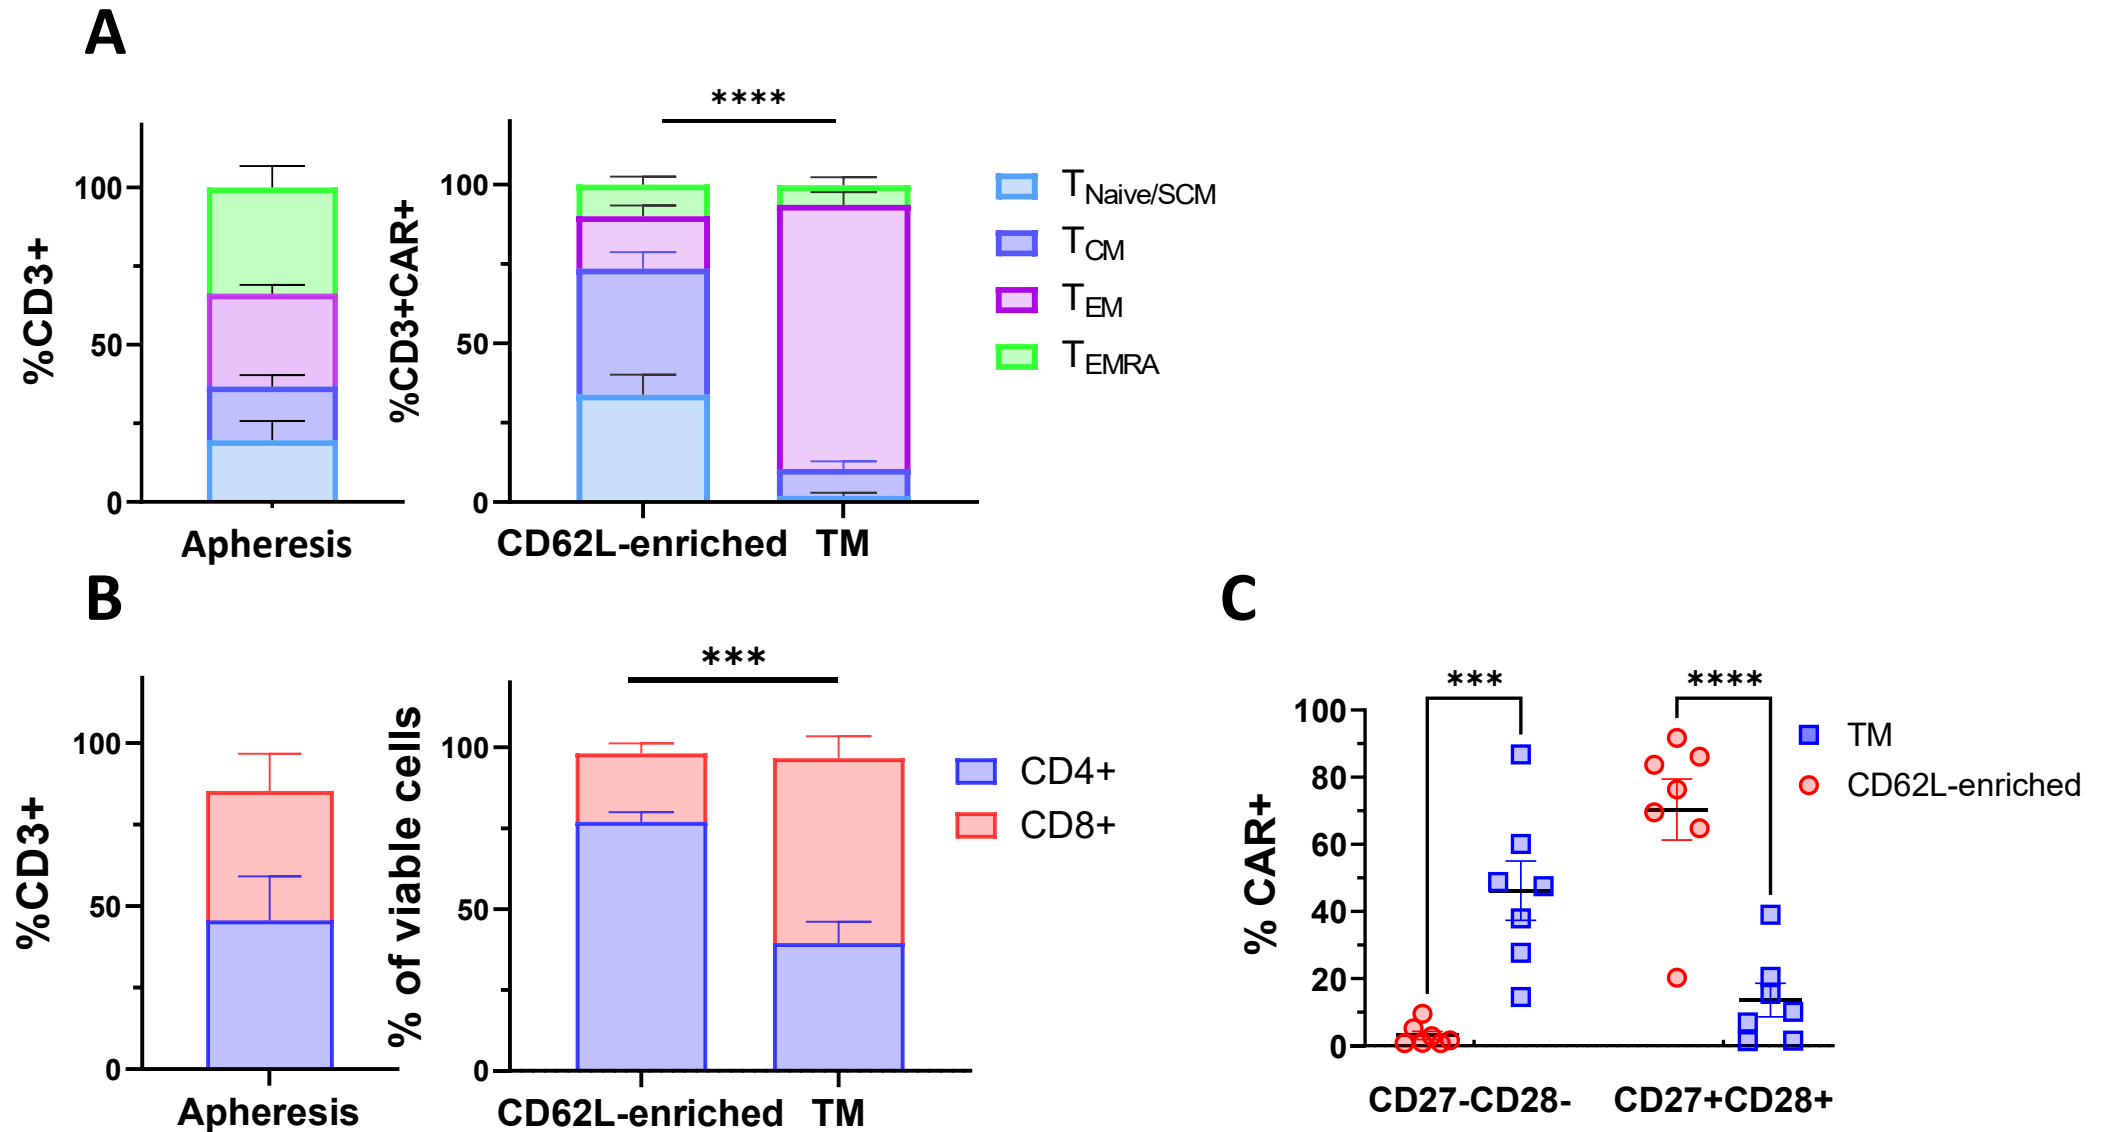 A
%CD3+
100
50
0
Apheresis
%CD3+CAR+
100
50
0
****
CD62L-enriched TM
TNaive/SCM
TCM
TEM
TEMRA
B
%CD3+
100
50
0
Apheresis
% of viable cells
100
50
0
***
CD62L-enriched TM
CD4+
CD8+
C
% CAR+
100
80
60
40
20
0
*** ****
CD27-CD28- CD27+CD28+
TM
CD62L-enriched